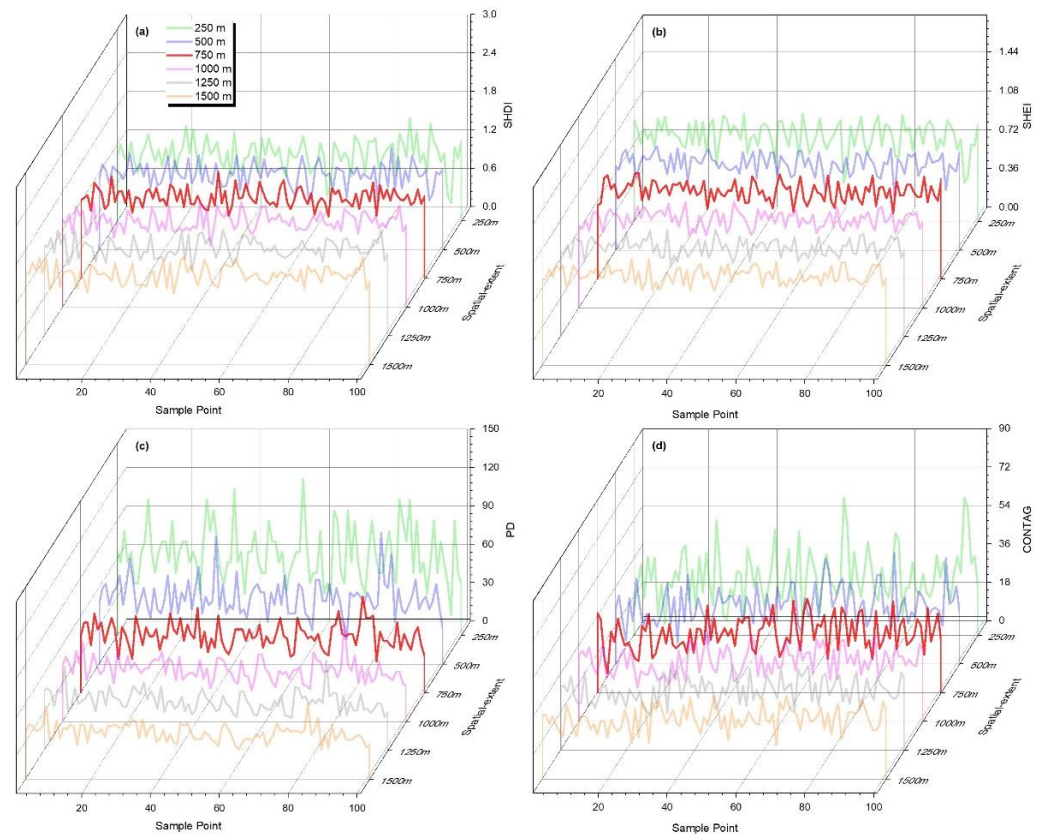 (a)
250 m
500 m
750 m
1000 m
1250 m
1500 m
3.0
2.4
1.8
1.2
0.6
0.0
SHDI
250m
500m
750m
1000m
1250m
1500m
Spatial-extent
20
40
60
80
100
Sample Point
(b)
1.44
1.08
0.72
0.36
0.00
SHEI
250m
500m
750m
1000m
1250m
1500m
Spatial-extent
20
40
60
80
100
Sample Point
(c)
150
120
90
60
30
0
PD
250m
500m
750m
1000m
1250m
1500m
Spatial-extent
20
40
60
80
100
Sample Point
(d)
90
72
54
36
18
0
CONTAG
250m
500m
750m
1000m
1250m
1500m
Spatial-extent
20
40
60
80
100
Sample Point